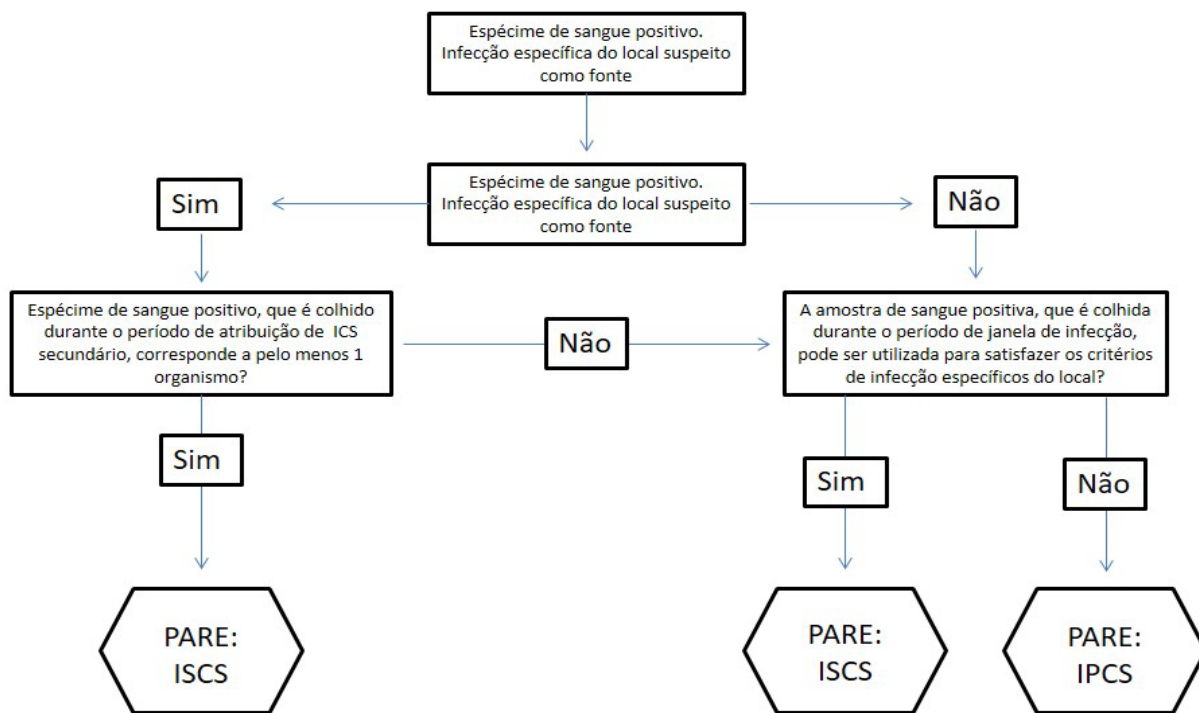 Espécime de sangue positivo.
Infecção específica do local suspeito
como fonte
Sim
Espécime de sangue positivo.
Infecção específica do local suspeito
como fonte
Não
Espécime de sangue positivo, que é colhido
durante o período de atribuição de ICS
secundário, corresponde a pelo menos 1
organismo?
Não
A amostra de sangue positiva, que é colhida
durante o período de janela de infecção,
pode ser utilizada para satisfazer os critérios
de infecção específicos do local?
Sim
Sim
Não
PARE:
ISCS
PARE:
ISCS
PARE:
IPCS